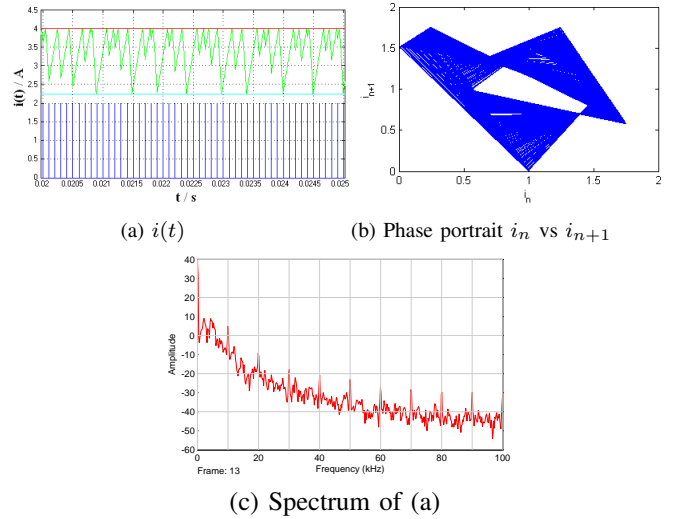 i(t) / A
4.5
4
3.5
3
2.5
2
1.5
1
0.5
0
0.02 0.0205 0.021 0.0215 0.022 0.0225 0.023 0.0235 0.024 0.0245 0.025
t / s
(a) i(t)
i_{n+1}
2
1.5
1
0.5
0
0 0.5 1 1.5 2
i_n
(b) Phase portrait i_n vs i_{n+1}
Amplitude
40
30
20
10
0
-10
-20
-30
-40
-50
-60
0 20 40 60 80 100
Frame: 13
Frequency (kHz)
(c) Spectrum of (a)